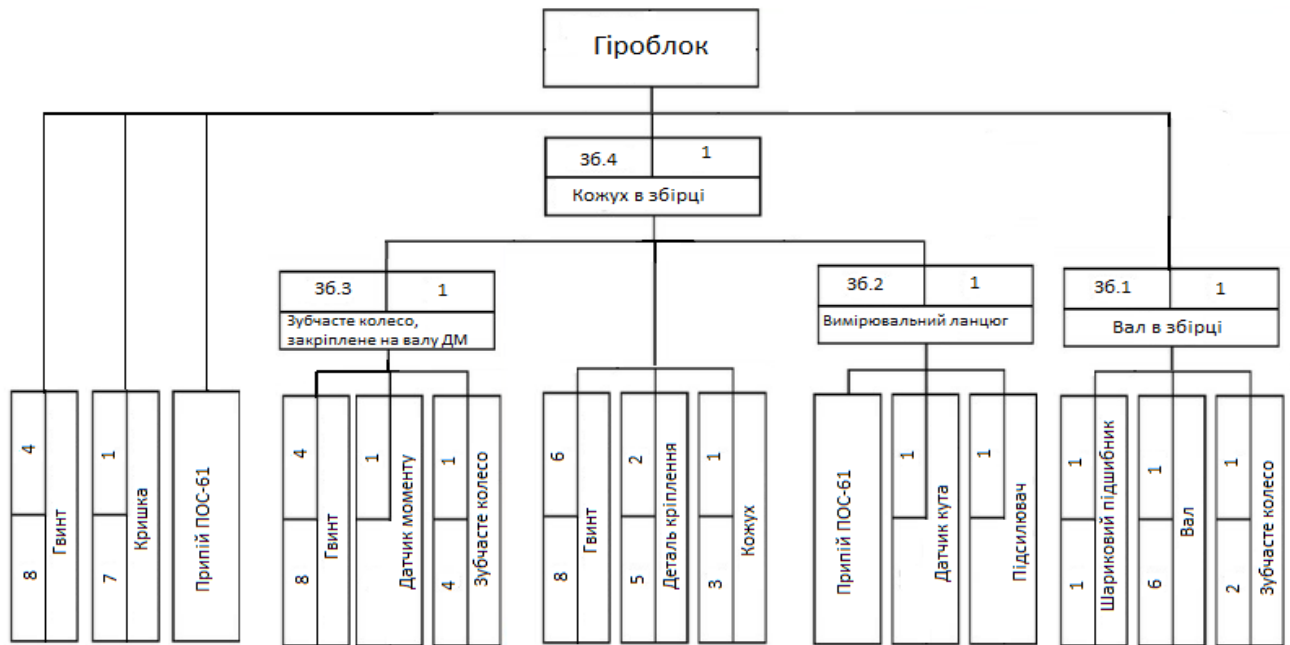 Гіроблок
Зб.4 1
Кожух в збірці
Зб.3 1
Зубчасте колесо,
закріплене на валу ДМ
Зб.2 1
Вимірювальний ланцюг
Зб.1 1
Вал в збірці
4
8
Гвинт
1
7
Кришка
Припій ПОС-61
4
8
Гвинт
1
Датчик моменту
1
4
Зубчасте колесо
6
8
Гвинт
2
5
Деталь кріплення
1
3
Кожух
Припій ПОС-61
1
Датчик кута
1
Підсилювач
1
1
Шариковий підшибник
1
6
Вал
1
2
Зубчасте колесо